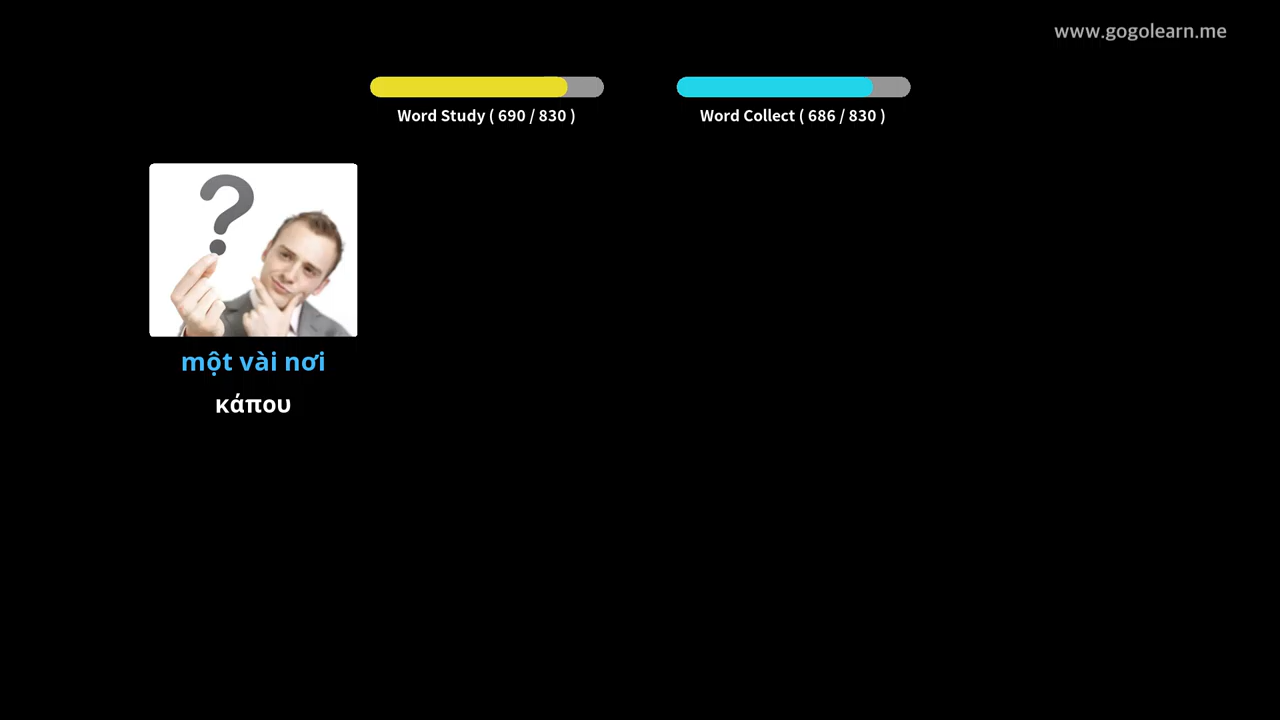 www.gogolearn.me
Word Study ( 690 / 830 )
Word Collect ( 686 / 830 )
?
một vài nơi
κάπου